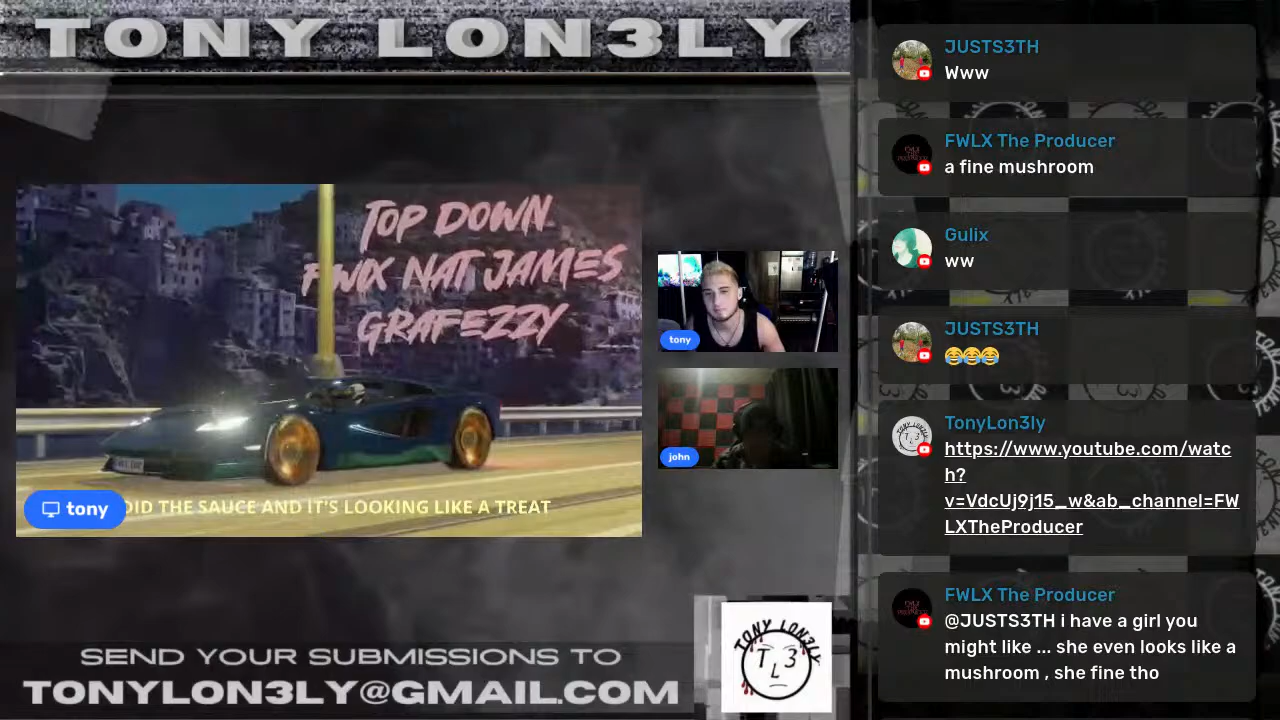 TONY LON3LY
TOP DOWN
FWLX NAT JAMES
GRAFEZZY
DID THE SAUCE AND IT'S LOOKING LIKE A TREAT
tony
tony
john
SEND YOUR SUBMISSIONS TO
TONYLON3LY@GMAIL.COM
TONY LON3LY
TL3
JUSTS3TH
Www
FWLX The Producer
a fine mushroom
Gulix
ww
JUSTS3TH
😂😂😂
TonyLon3ly
https://www.youtube.com/watc
h?
v=VdcUj9j15_w&ab_channel=FW
LXTheProducer
FWLX The Producer
@JUSTS3TH i have a girl you
might like ... she even looks like a
mushroom , she fine tho